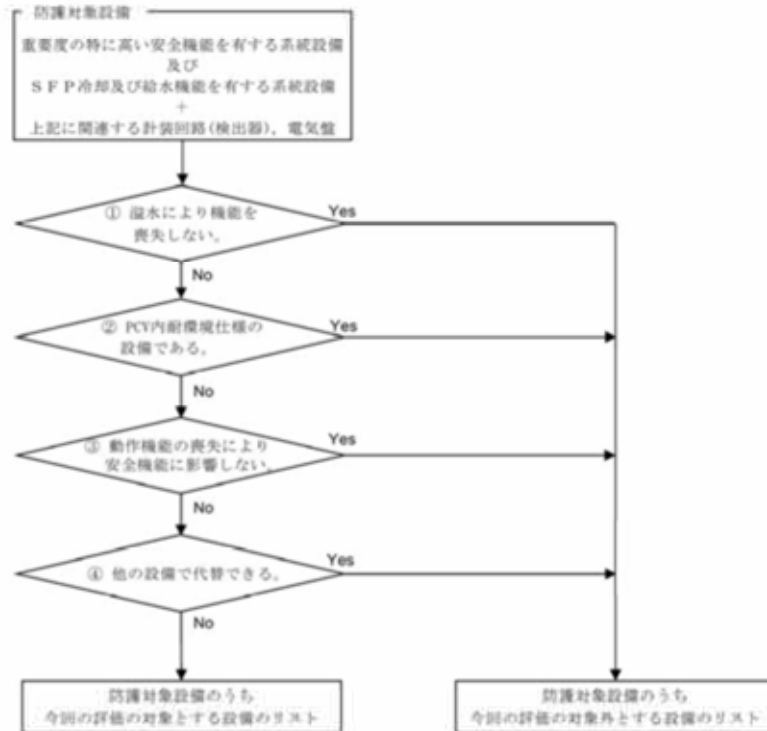 防護対象設備
重要度の特に高い安全機能を有する系統設備
及び
SFP冷却及び給水機能を有する系統設備
+
上記に関連する計装回路(検出器)，電気盤
① 溢水により機能を
喪失しない。
Yes
No
② PCV内耐環境仕様の
設備である。
Yes
No
③ 動作機能の喪失により
安全機能に影響しない。
Yes
No
④ 他の設備で代替できる。
Yes
No
防護対象設備のうち
今回の評価の対象とする設備のリスト
防護対象設備のうち
今回の評価の対象外とする設備のリスト